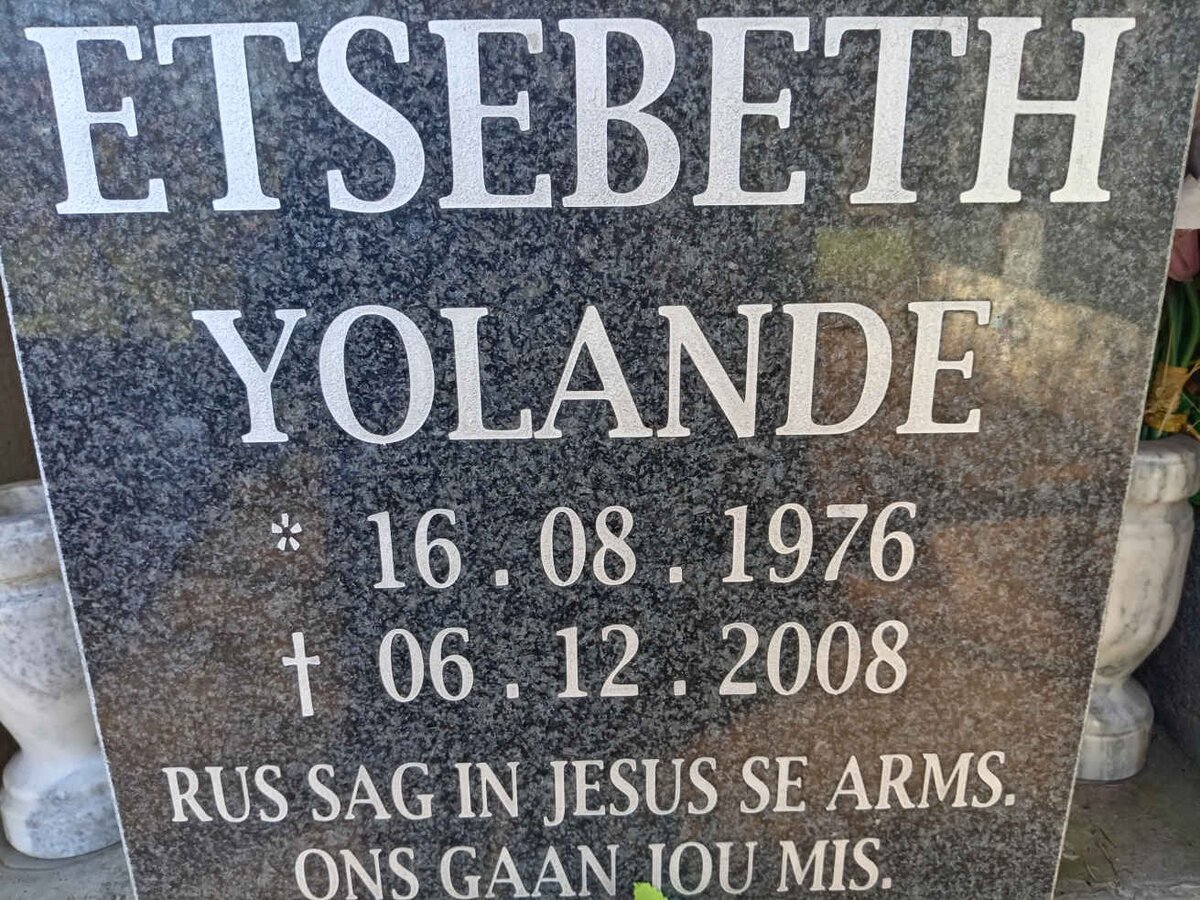 ETSEBETH
YOLANDE
* 16 . 08 . 1976
† 06 . 12 . 2008
RUS SAG IN JESUS SE ARMS.
ONS GAAN JOU MIS.